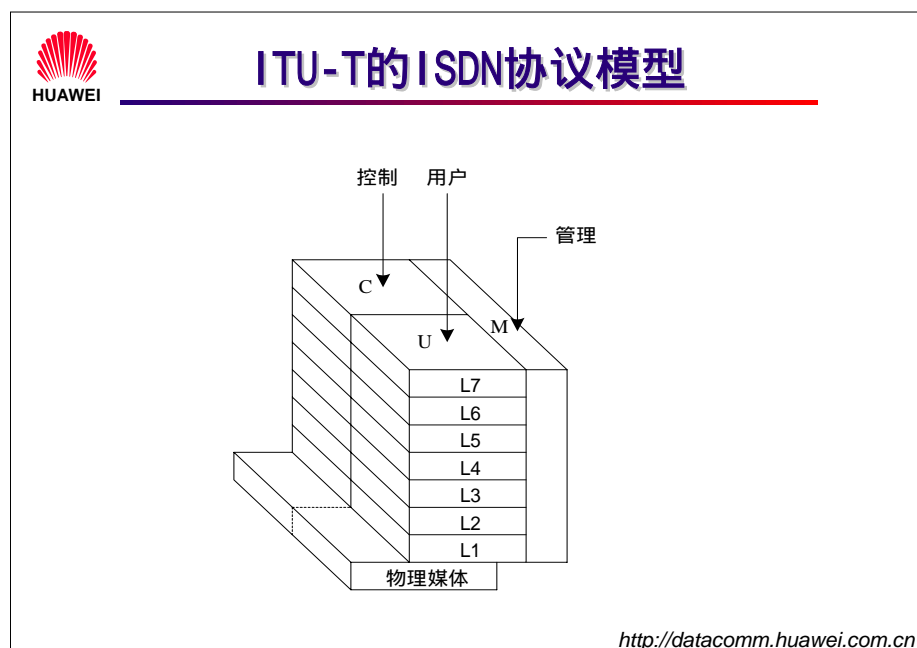 ITU-T的ISDN协议模型
HUAWEI
控制 用户
管理
C
M
U
L7
L6
L5
L4
L3
L2
L1
物理媒体
http://datacomm.huawei.com.cn